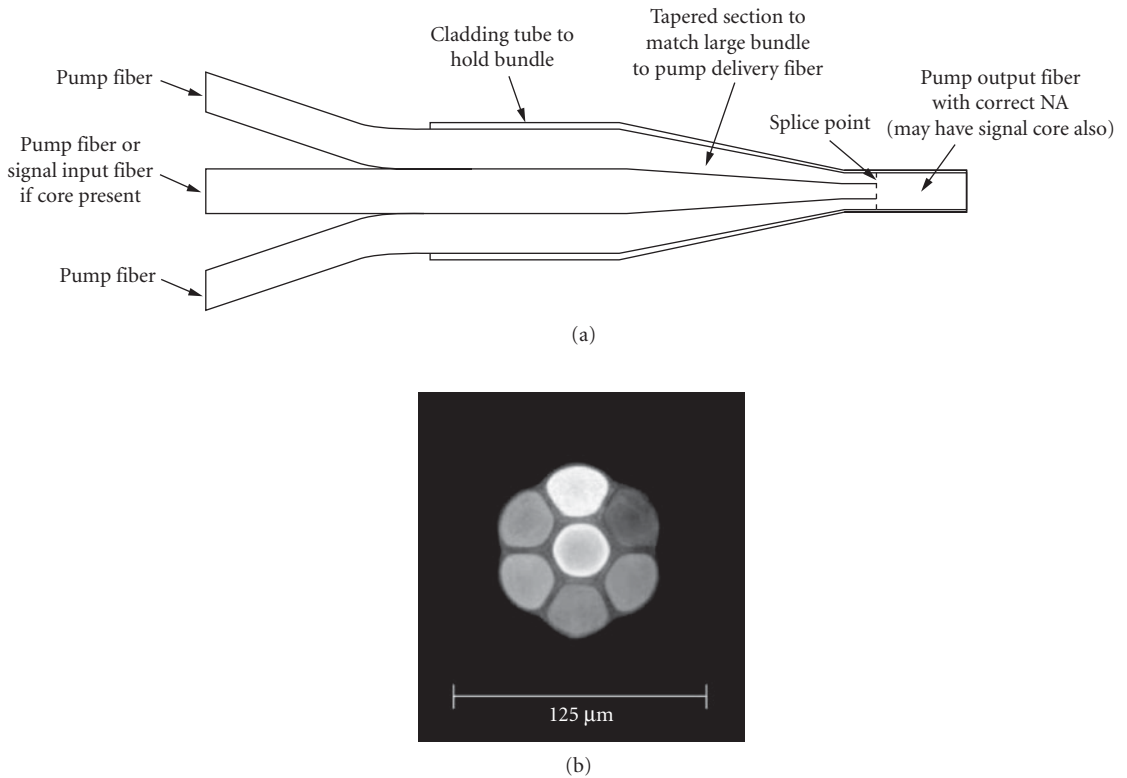 Pump fiber
Pump fiber or
signal input fiber
if core present
Pump fiber
Cladding tube to
hold bundle
Tapered section to
match large bundle
to pump delivery fiber
Splice point
Pump output fiber
with correct NA
(may have signal core also)
(a)
125 μm
(b)